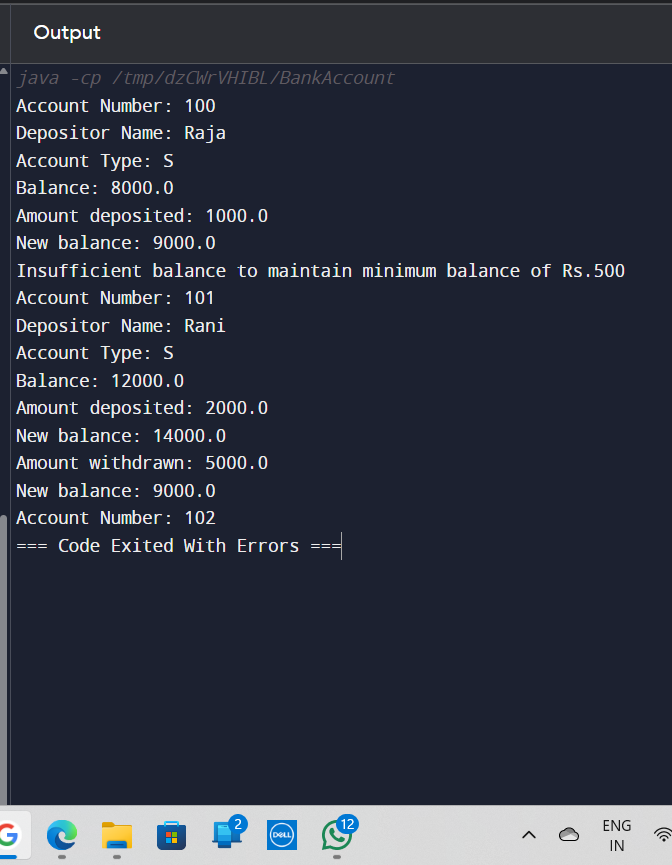 Output
java -cp /tmp/dzCWrVHIBL/BankAccount
Account Number: 100
Depositor Name: Raja
Account Type: S
Balance: 8000.0
Amount deposited: 1000.0
New balance: 9000.0
Insufficient balance to maintain minimum balance of Rs.500
Account Number: 101
Depositor Name: Rani
Account Type: S
Balance: 12000.0
Amount deposited: 2000.0
New balance: 14000.0
Amount withdrawn: 5000.0
New balance: 9000.0
Account Number: 102
=== Code Exited With Errors ===
2
DELL
12
ENG
IN